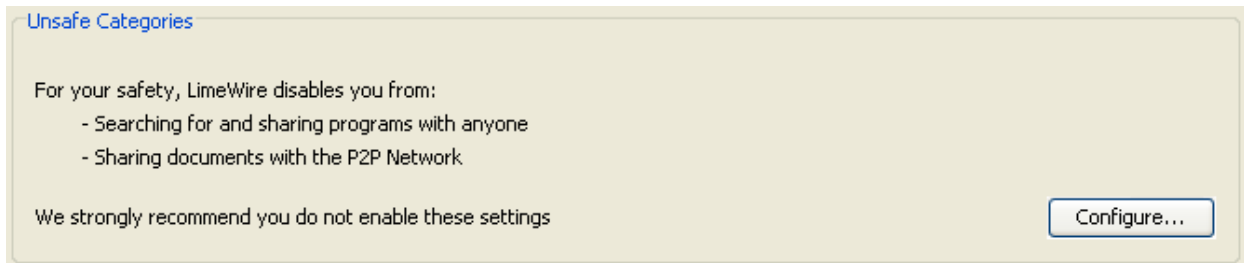 Unsafe Categories
For your safety, LimeWire disables you from:
- Searching for and sharing programs with anyone
- Sharing documents with the P2P Network
We strongly recommend you do not enable these settings
Configure...